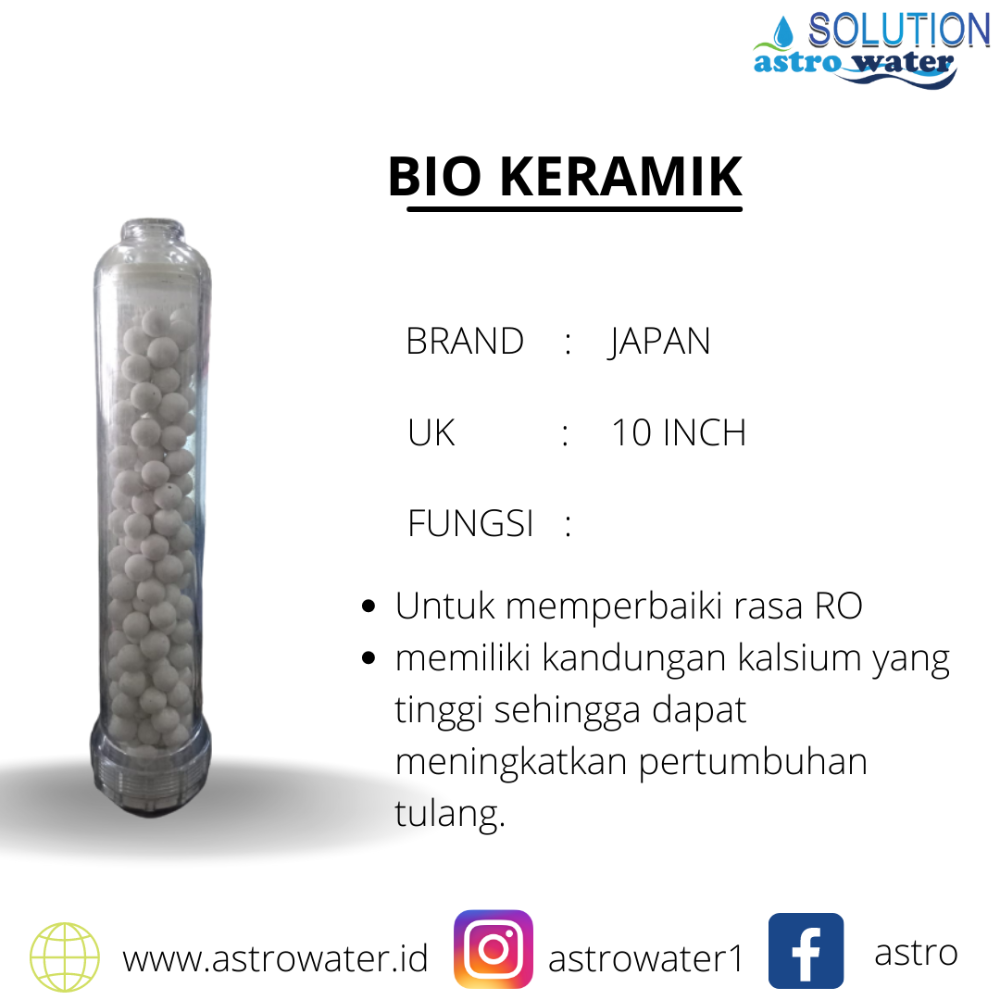 SOLUTION
astro water
BIO KERAMIK
BRAND : JAPAN
UK : 10 INCH
FUNGSI :
• Untuk memperbaiki rasa RO
• memiliki kandungan kalsium yang
tinggi sehingga dapat
meningkatkan pertumbuhan
tulang.
www.astrowater.id astrowater1 astro